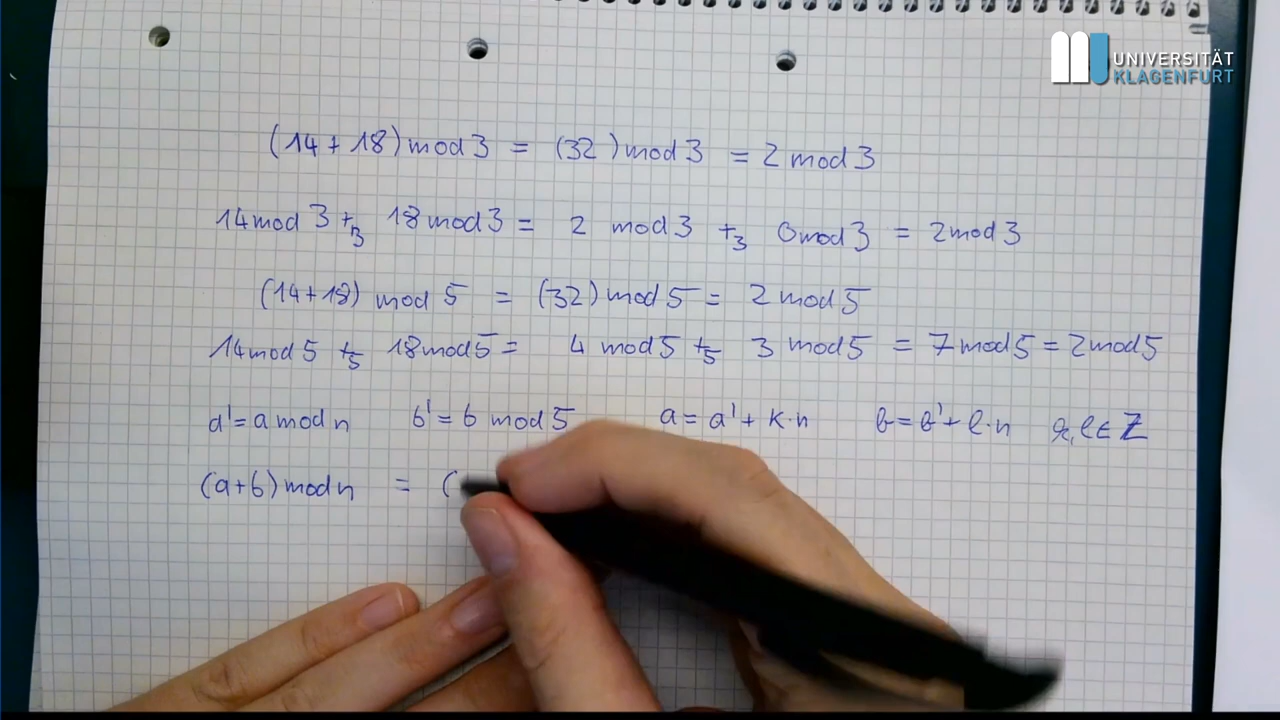 UNIVERSITÄT
KLAGENFURT
(14+18) mod 3 = (32) mod 3 = 2 mod 3
14 mod 3 +₃ 18 mod 3 = 2 mod 3 +₃ 0 mod 3 = 2 mod 3
(14+18) mod 5 = (32) mod 5 = 2 mod 5
14 mod 5 +₅ 18 mod 5 = 4 mod 5 +₅ 3 mod 5 = 7 mod 5 = 2 mod 5
a' = a mod n b' = b mod 5 a = a' + k·n b = b' + l·n k, l ∈ Z
(a+b) mod n = (